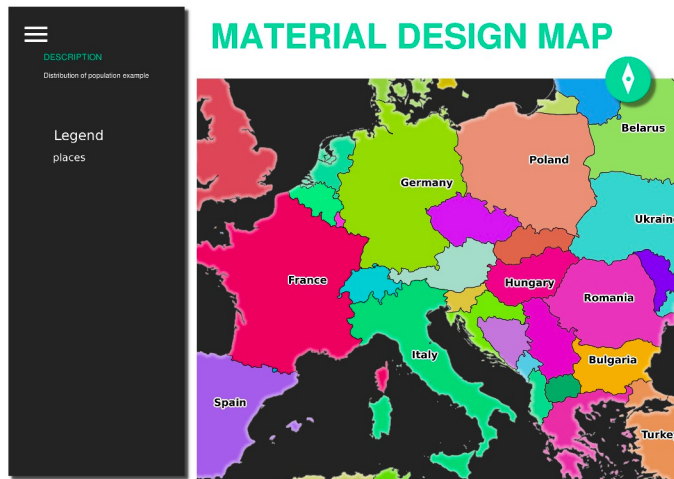 MATERIAL DESIGN MAP
DESCRIPTION
Distribution of population example
Legend
places
Belarus
Poland
Germany
Ukrain
France
Hungary
Romania
Italy
Bulgaria
Spain
Turke